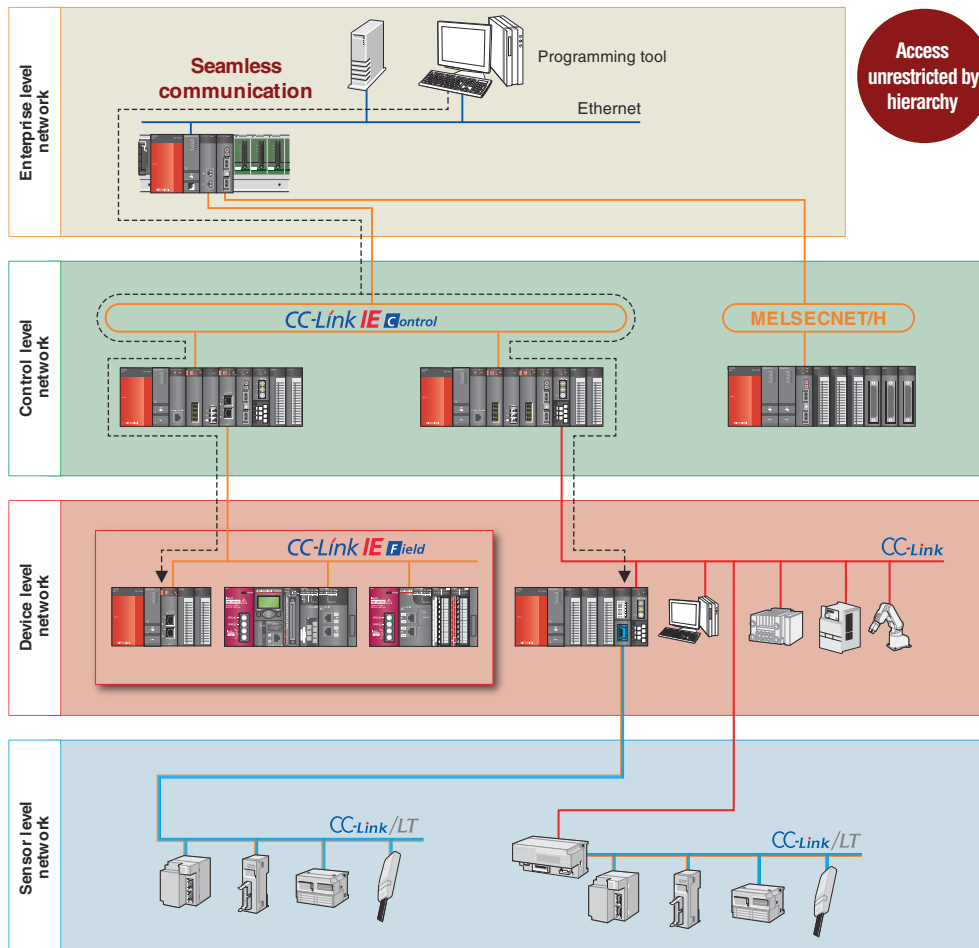 Enterprise level
network
Seamless
communication
Programming tool
Ethernet
Access
unrestricted by
hierarchy
Control level
network
CC-Link IE Control
MELSECNET/H
Device level
network
CC-Link IE Field
CC-Link
Sensor level
network
CC-Link/LT
CC-Link/LT